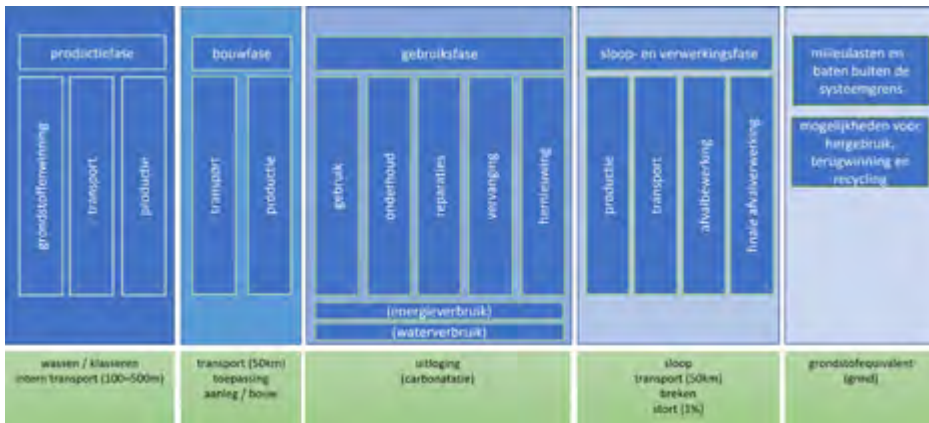 productiefase
grondstoffenwinning
transport
productie
wassen / klasseren
intern transport (100–500m)
bouwfase
transport
productie
transport (50km)
toepassing
aanleg / bouw
gebruiksfase
gebruik
onderhoud
reparaties
vervanging
hernieuwing
(energieverbruik)
(waterverbruik)
uitloging
(carbonatatie)
sloop- en verwerkingsfase
productie
transport
afvalbewerking
finale afvalverwerking
sloop
transport (50km)
breken
stort (1%)
milieulasten en
baten buiten de
systeemgrens
mogelijkheden voor
hergebruik,
terugwinning en
recycling
grondstofequivalent
(grind)